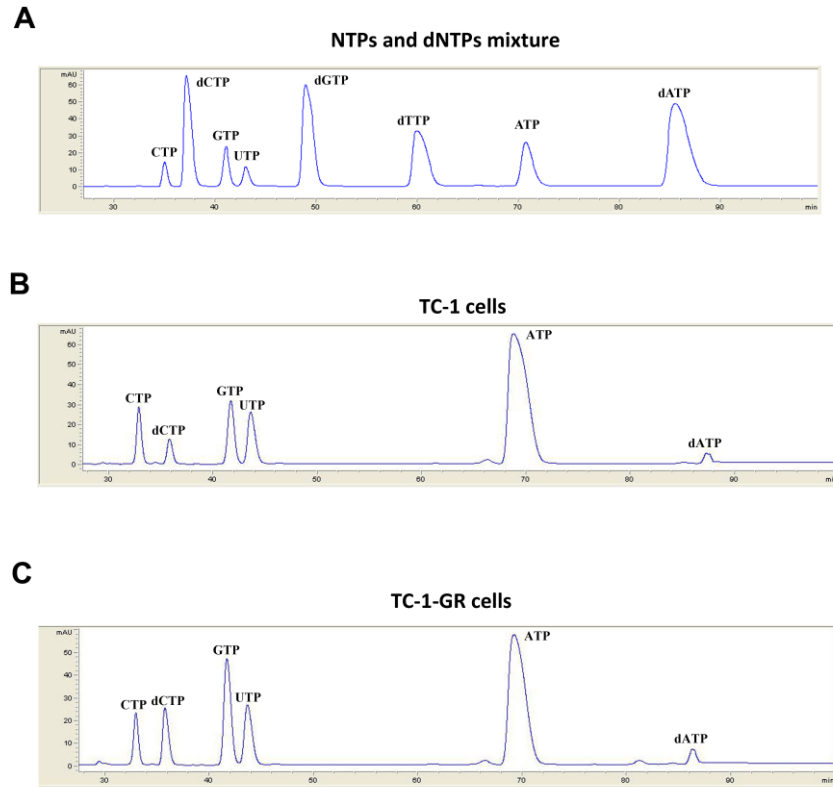 A
NTPs and dNTPs mixture
mAU
60
50
40
30
20
10
0
CTP
dCTP
GTP
UTP
dGTP
dTTP
ATP
dATP
30 40 50 60 70 80 90 min
B
TC-1 cells
mAU
60
50
40
30
20
10
0
CTP
dCTP
GTP
UTP
ATP
dATP
30 40 50 60 70 80 90 min
C
TC-1-GR cells
mAU
50
40
30
20
10
0
CTP
dCTP
GTP
UTP
ATP
dATP
30 40 50 60 70 80 90 min